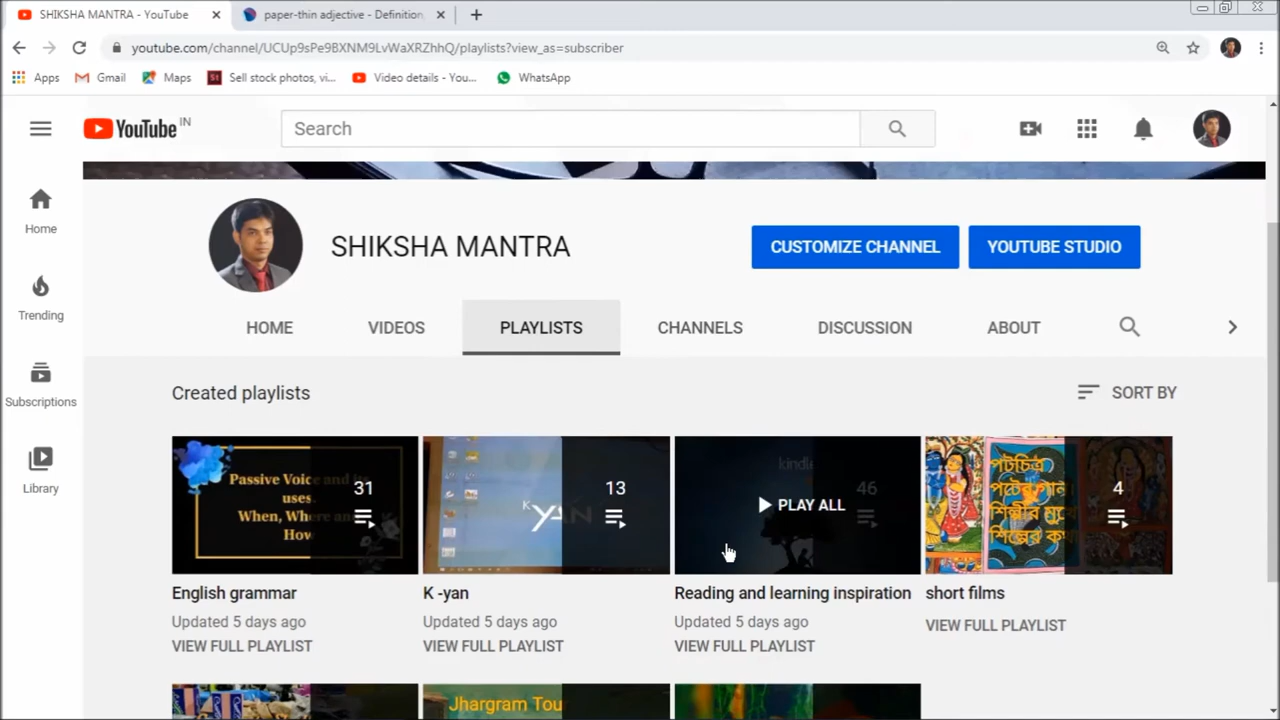 SHIKSHA MANTRA - YouTube
paper-thin adjective - Definition,
youtube.com/channel/UCUp9sPe9BXNM9LvWaXRZhhQ/playlists?view_as=subscriber
Apps Gmail Maps Sell stock photos, vi... Video details - You... WhatsApp
YouTube IN
Search
Home
SHIKSHA MANTRA
CUSTOMIZE CHANNEL
YOUTUBE STUDIO
Trending
HOME VIDEOS PLAYLISTS CHANNELS DISCUSSION ABOUT
Subscriptions
Created playlists
SORT BY
Library
Passive Voice and its
uses.
When, Where and
How
31
K YAN
13
kindle
PLAY ALL
46
পটচিত্র
পটের গান
শিল্পীর মুখে
শিল্পের কথা
4
English grammar
Updated 5 days ago
VIEW FULL PLAYLIST
K -yan
Updated 5 days ago
VIEW FULL PLAYLIST
Reading and learning inspiration
Updated 5 days ago
VIEW FULL PLAYLIST
short films
VIEW FULL PLAYLIST
Jhargram Tou